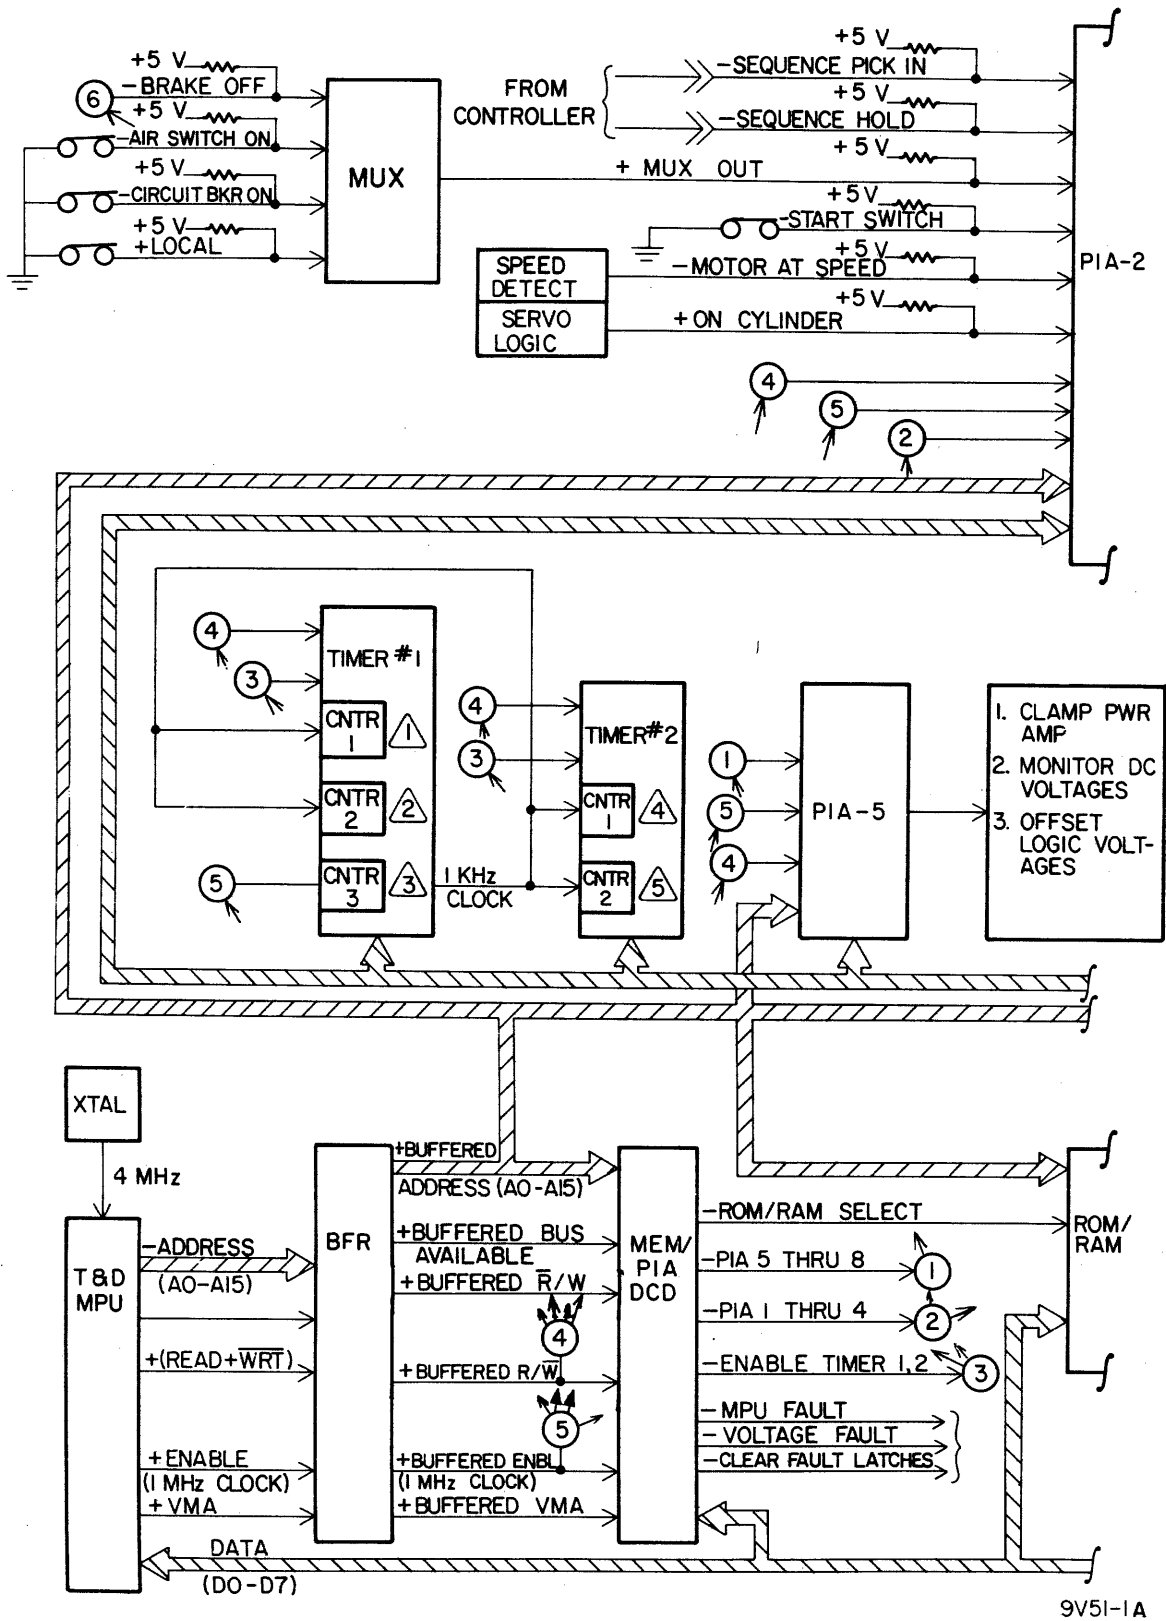 +5 V
-BRAKE OFF
6
+5 V
-AIR SWITCH ON
+5 V
-CIRCUIT BKR ON
+5 V
+LOCAL
MUX
FROM
CONTROLLER
+5 V
-SEQUENCE PICK IN
+5 V
-SEQUENCE HOLD
+5 V
+ MUX OUT
+5 V
-START SWITCH
+5 V
-MOTOR AT SPEED
+5 V
+ON CYLINDER
SPEED
DETECT
SERVO
LOGIC
PIA-2
4
5
2
4
3
TIMER #1
CNTR
1
1
CNTR
2
2
5
CNTR
3
3
1 KHz
CLOCK
4
3
TIMER#2
CNTR
1
4
CNTR
2
5
1
5
4
PIA-5
1. CLAMP PWR
AMP
2. MONITOR DC
VOLTAGES
3. OFFSET
LOGIC VOLT-
AGES
XTAL
4 MHz
T&D
MPU
-ADDRESS
(A0-A15)
+(READ+W̅R̅T̅)
+ENABLE
(1 MHz CLOCK)
+VMA
DATA
(D0-D7)
BFR
+BUFFERED
ADDRESS (A0-A15)
+BUFFERED BUS
AVAILABLE
+BUFFERED R̅/W
4
+BUFFERED R/W̅
5
+BUFFERED ENBL
(1 MHz CLOCK)
+BUFFERED VMA
MEM/
PIA
DCD
-ROM/RAM SELECT
-PIA 5 THRU 8
1
-PIA 1 THRU 4
2
-ENABLE TIMER 1,2
3
-MPU FAULT
-VOLTAGE FAULT
-CLEAR FAULT LATCHES
ROM/
RAM
9V51-1A